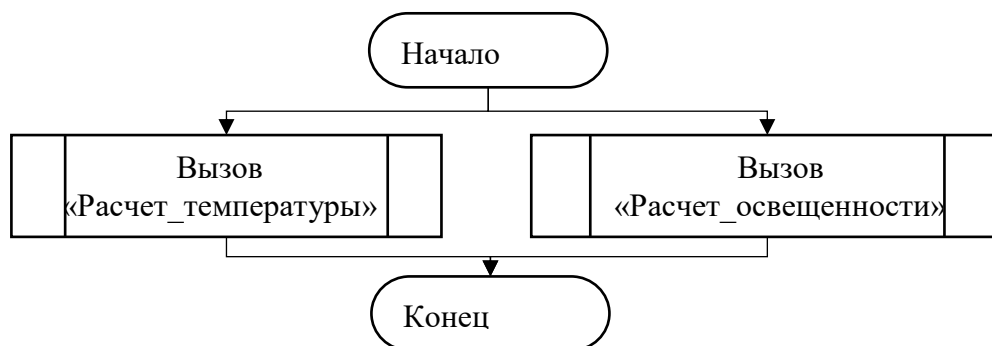 Начало
Вызов
«Расчет_температуры»
Вызов
«Расчет_освещенности»
Конец